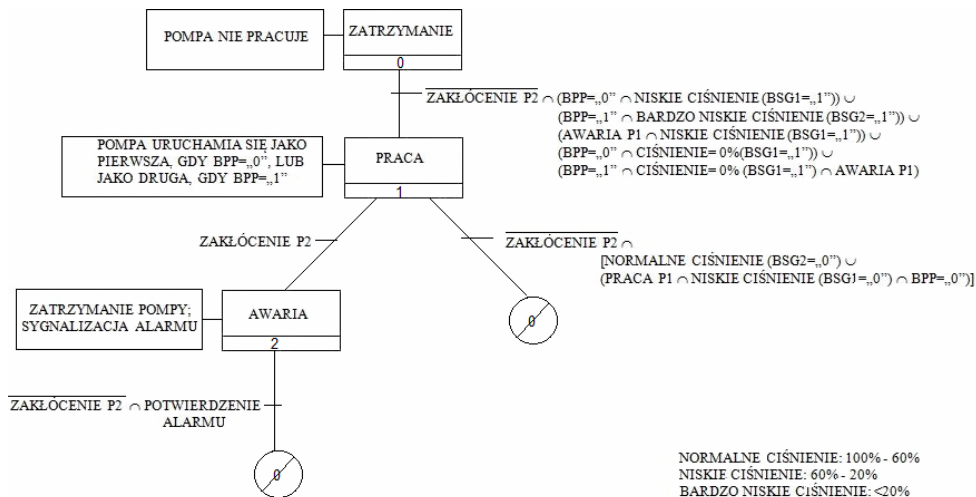 POMPA NIE PRACUJE
ZATRZYMANIE
0
ZAKŁÓCENIE P2 ∩ (BPP=„0” ∩ NISKIE CIŚNIENIE (BSG1=„1”)) ∪
(BPP=„1” ∩ BARDZO NISKIE CIŚNIENIE (BSG2=„1”)) ∪
(AWARIA P1 ∩ NISKIE CIŚNIENIE (BSG1=„1”)) ∪
(BPP=„0” ∩ CIŚNIENIE= 0% (BSG1=„1”)) ∪
(BPP=„1” ∩ CIŚNIENIE= 0% (BSG1=„1”) ∩ AWARIA P1)
POMPA URUCHAMIA SIĘ JAKO
PIERWSZA, GDY BPP=„0”, LUB
JAKO DRUGA, GDY BPP=„1”
PRACA
1
ZAKŁÓCENIE P2
ZAKŁÓCENIE P2 ∩
[NORMALNE CIŚNIENIE (BSG2=„0”) ∪
(PRACA P1 ∩ NISKIE CIŚNIENIE (BSG1=„0”) ∩ BPP=„0”)]
ZATRZYMANIE POMPY;
SYGNALIZACJA ALARMU
AWARIA
2
0
ZAKŁÓCENIE P2 ∩ POTWIERDZENIE
ALARMU
0
NORMALNE CIŚNIENIE: 100% - 60%
NISKIE CIŚNIENIE: 60% - 20%
BARDZO NISKIE CIŚNIENIE: <20%